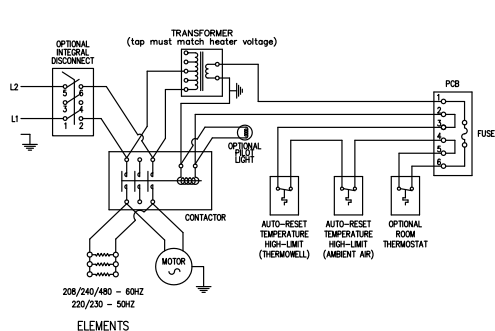 TRANSFORMER
(tap must match heater voltage)
OPTIONAL
INTEGRAL
DISCONNECT
L2
5 6
3 4
L1
1 2
PCB
1
2
3
4
5
6
FUSE
OPTIONAL
PILOT
LIGHT
CONTACTOR
AUTO-RESET
TEMPERATURE
HIGH-LIMIT
(THERMOWELL)
AUTO-RESET
TEMPERATURE
HIGH-LIMIT
(AMBIENT AIR)
OPTIONAL
ROOM
THERMOSTAT
MOTOR
208/240/480 - 60HZ
220/230 - 50HZ
ELEMENTS